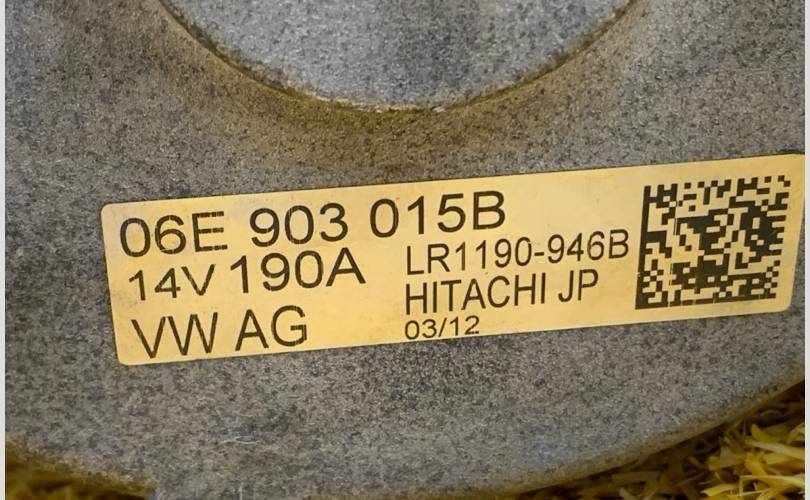 06E 903 015B
14V 190A LR1190-946B
HITACHI JP
VW AG
03/12